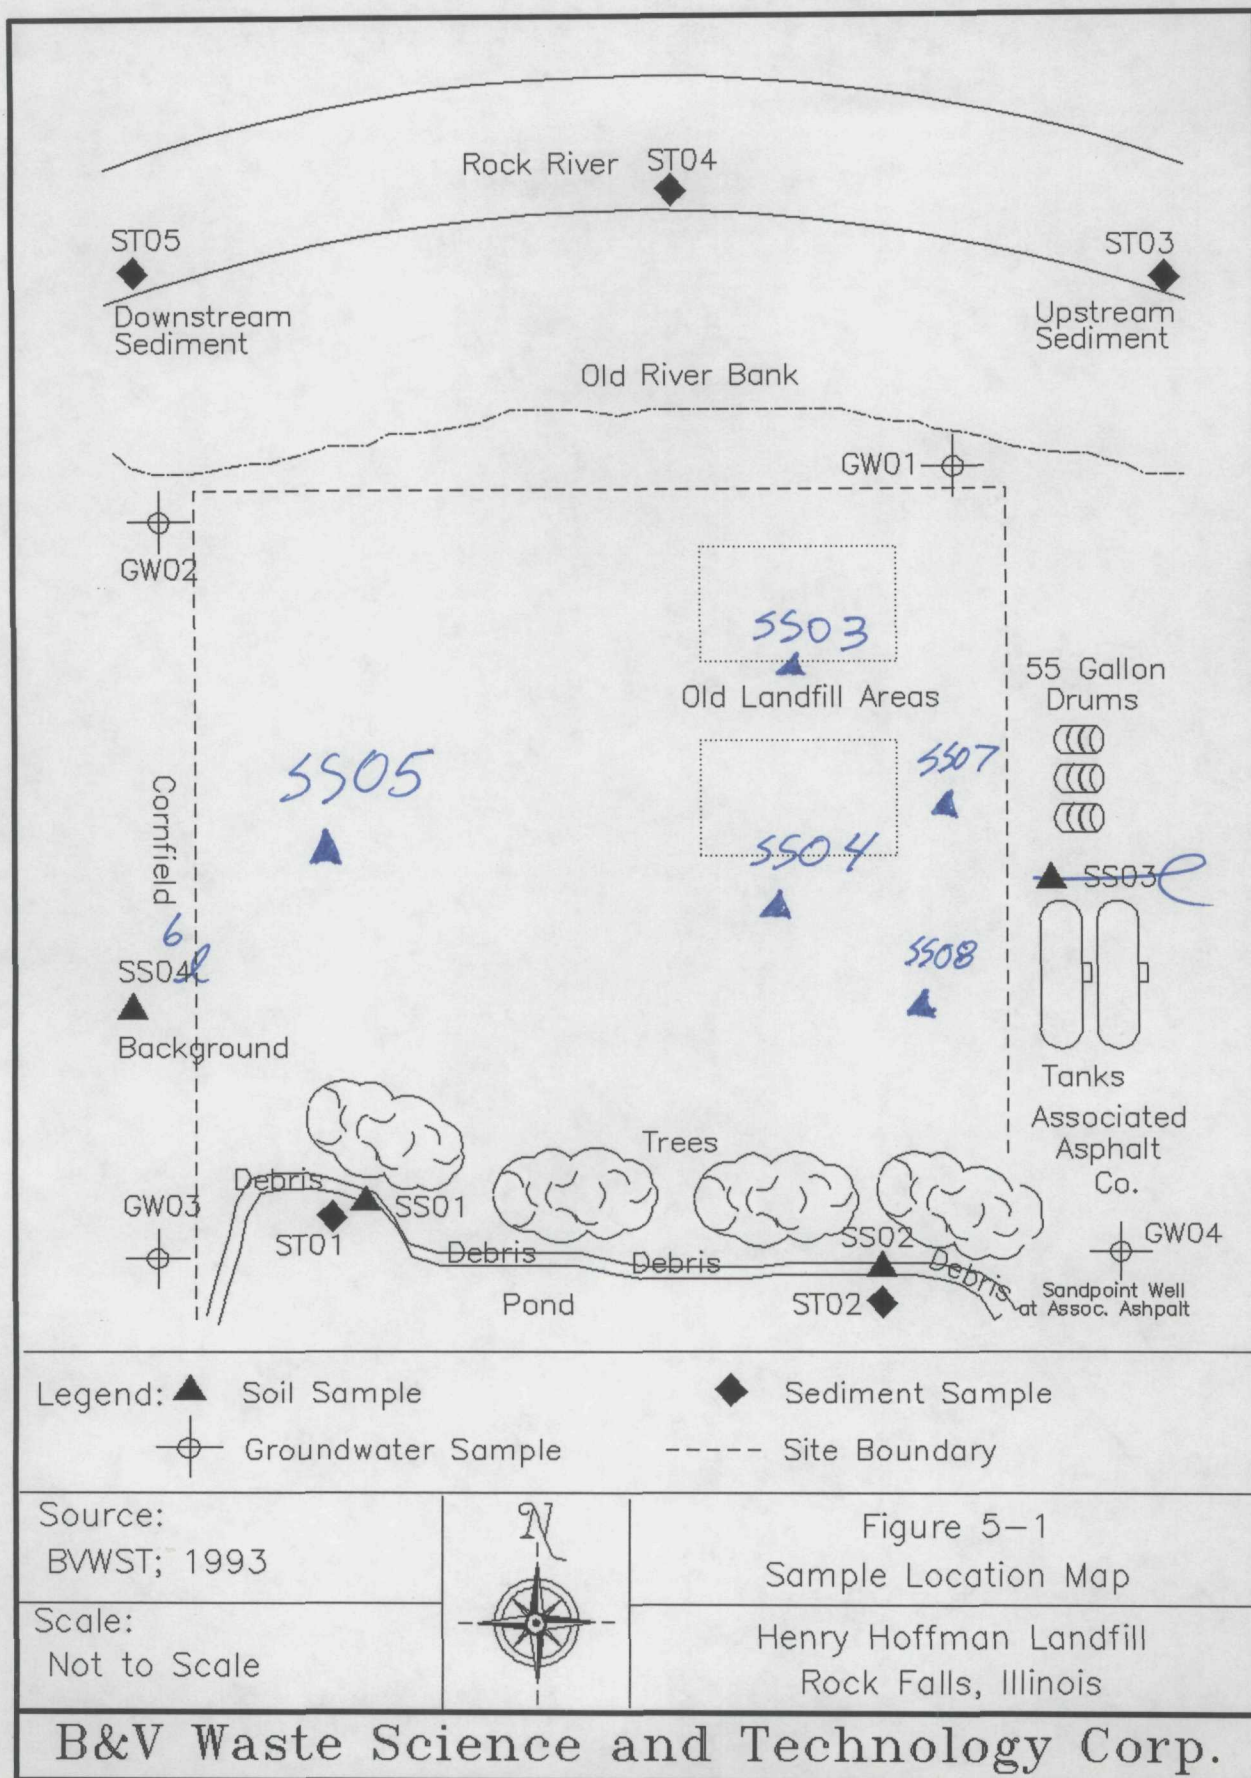 Rock River ST04
ST05
ST03
Downstream
Sediment
Upstream
Sediment
Old River Bank
GW01
GW02
SS03
Old Landfill Areas
55 Gallon
Drums
SS05
SS07
Cornfield
SS04
SS03
6
SS04
SS08
Background
Tanks
Associated
Asphalt
Co.
Trees
Debris
GW03
SS01
ST01
SS02
GW04
Debris
Debris
Debris
Pond
ST02
Sandpoint Well
at Assoc. Ashpalt
Legend: Soil Sample
Sediment Sample
Groundwater Sample
Site Boundary
Source:
BVWST; 1993
N
Figure 5-1
Sample Location Map
Scale:
Not to Scale
Henry Hoffman Landfill
Rock Falls, Illinois
B&V Waste Science and Technology Corp.